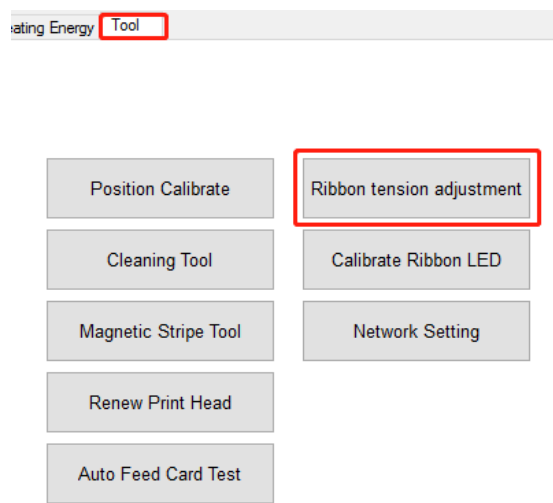 eating Energy Tool
Position Calibrate
Ribbon tension adjustment
Cleaning Tool
Calibrate Ribbon LED
Magnetic Stripe Tool
Network Setting
Renew Print Head
Auto Feed Card Test